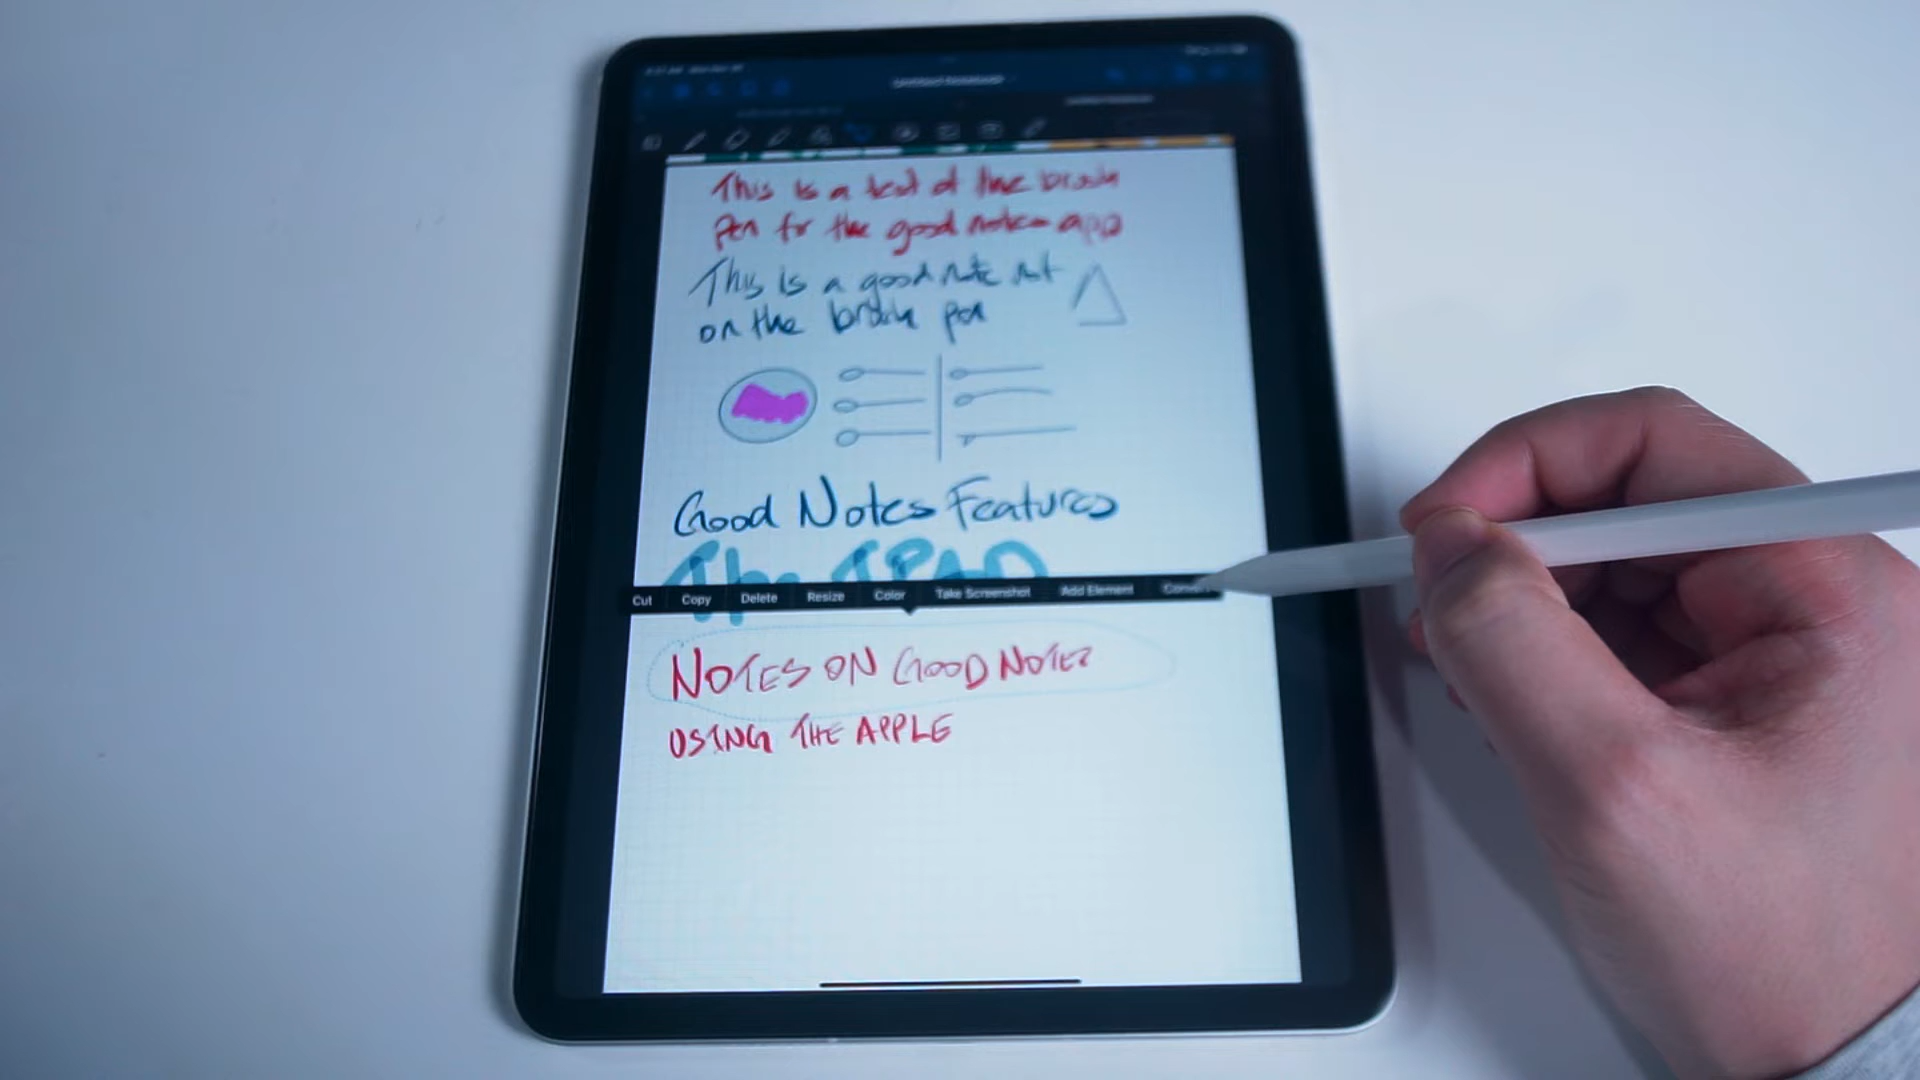 This is a test of the brush
pen for the good notes app
This is a good note
on the brush pen
Good Notes Features
The IPAD
Cut Copy Delete Resize Color Take Screenshot Add Element
NOTES ON GOOD NOTES
USING THE APPLE